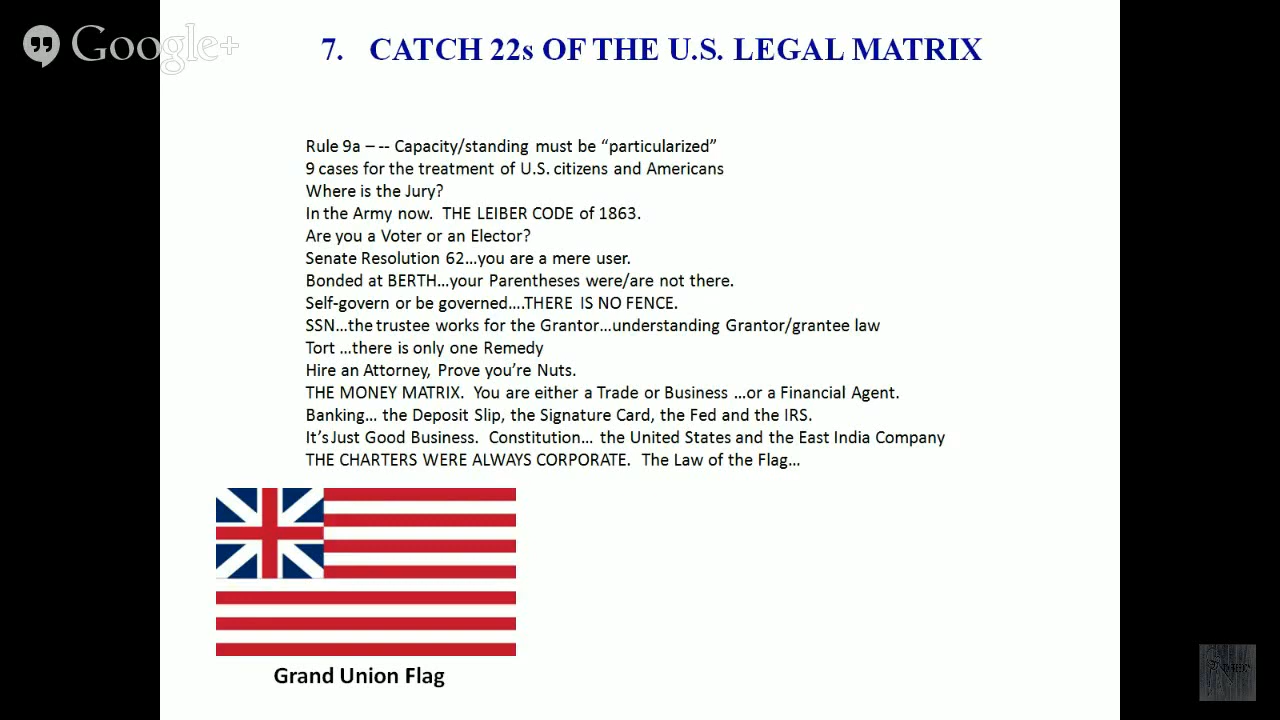 Google+
7. CATCH 22s OF THE U.S. LEGAL MATRIX
Rule 9a – -- Capacity/standing must be “particularized”
9 cases for the treatment of U.S. citizens and Americans
Where is the Jury?
In the Army now. THE LEIBER CODE of 1863.
Are you a Voter or an Elector?
Senate Resolution 62…you are a mere user.
Bonded at BERTH…your Parentheses were/are not there.
Self-govern or be governed….THERE IS NO FENCE.
SSN…the trustee works for the Grantor…understanding Grantor/grantee law
Tort …there is only one Remedy
Hire an Attorney, Prove you’re Nuts.
THE MONEY MATRIX. You are either a Trade or Business …or a Financial Agent.
Banking… the Deposit Slip, the Signature Card, the Fed and the IRS.
It’s Just Good Business. Constitution… the United States and the East India Company
THE CHARTERS WERE ALWAYS CORPORATE. The Law of the Flag…
Grand Union Flag